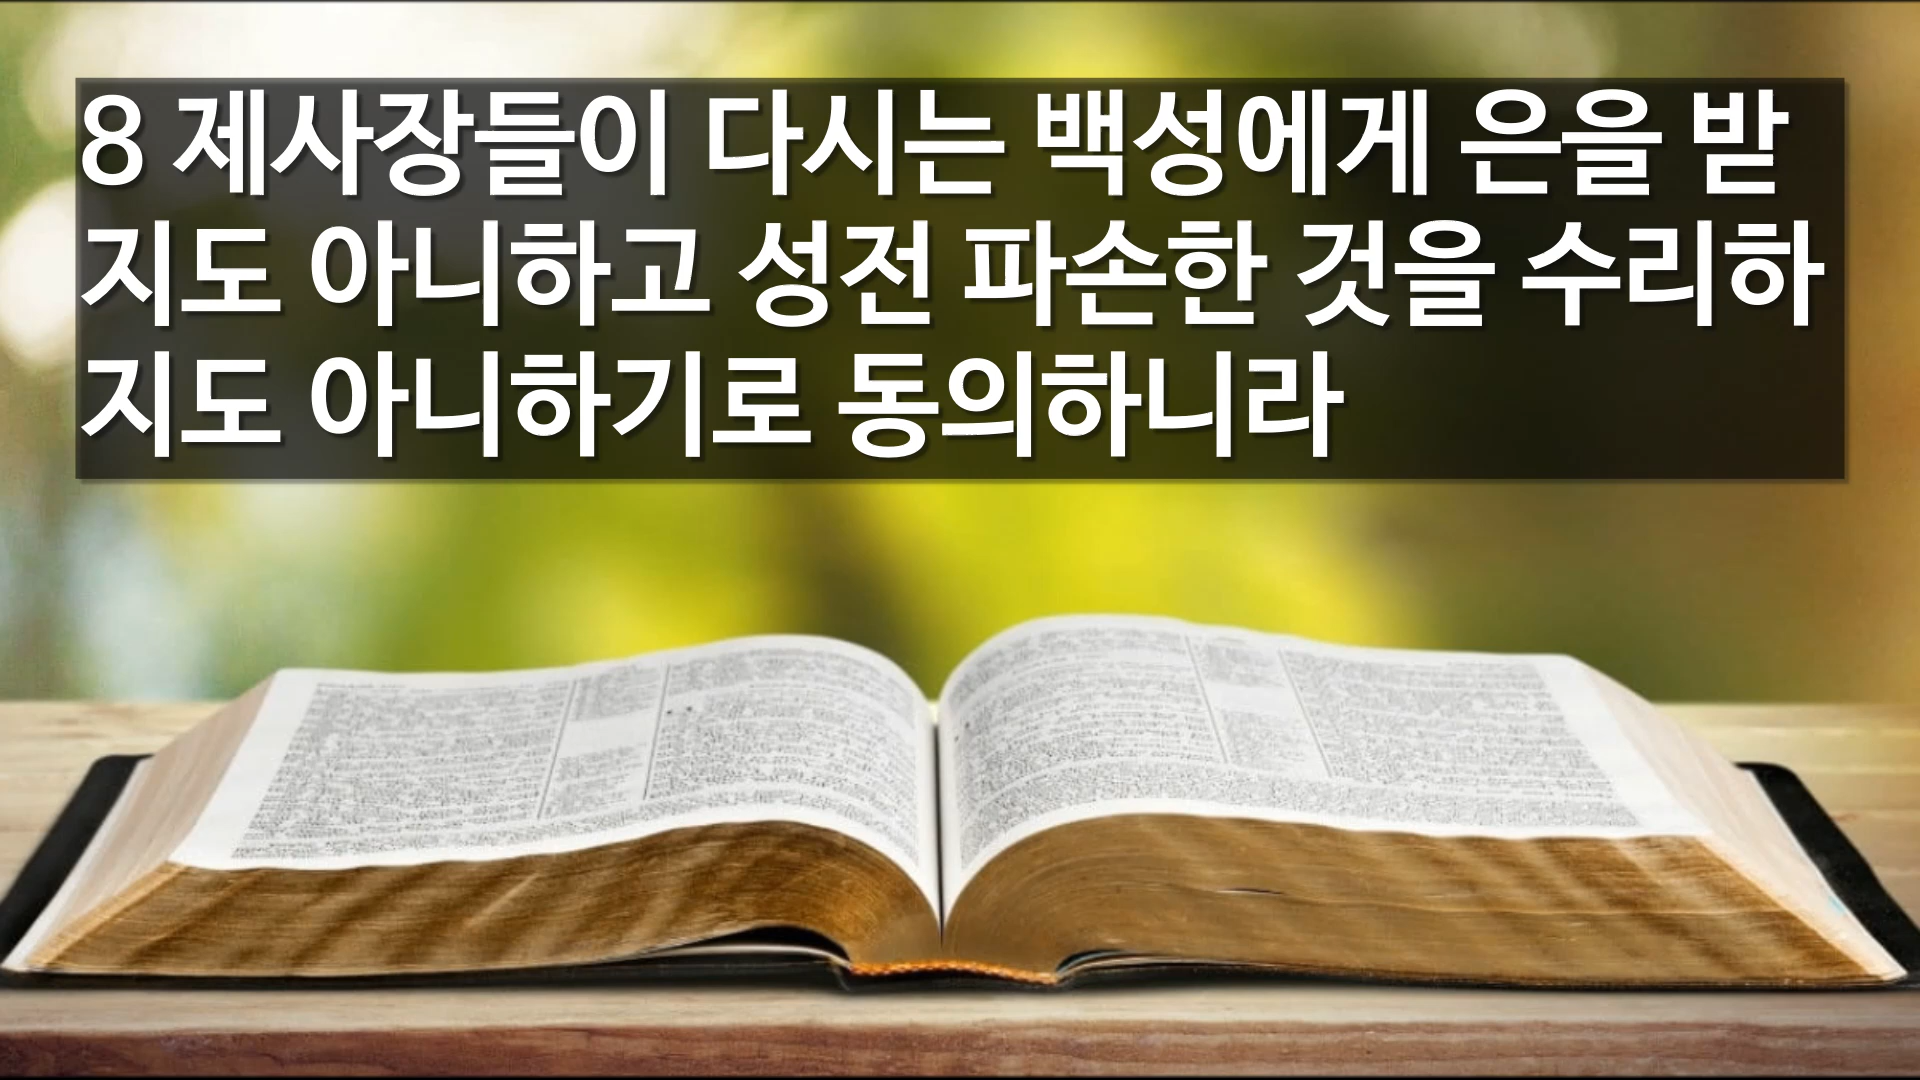 8 제사장들이 다시는 백성에게 은을 받
지도 아니하고 성전 파손한 것을 수리하
지도 아니하기로 동의하니라